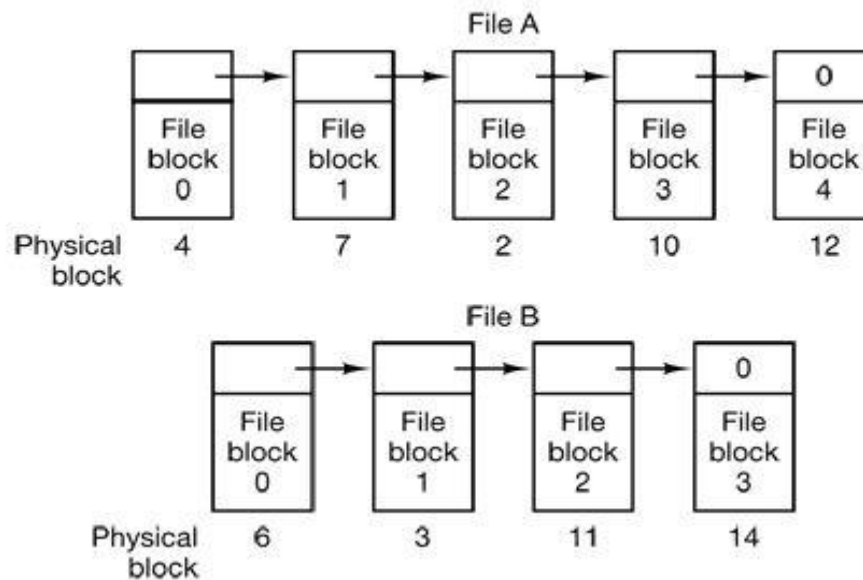 File A
0
File block 0
File block 1
File block 2
File block 3
File block 4
Physical block
4 7 2 10 12
File B
0
File block 0
File block 1
File block 2
File block 3
Physical block
6 3 11 14